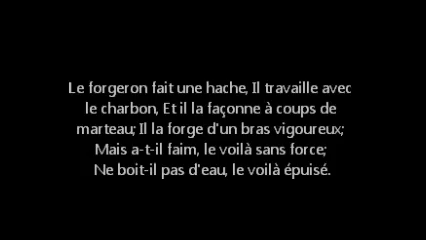 Le forgeron fait une hache, Il travaille avec
le charbon, Et il la façonne à coups de
marteau; Il la forge d'un bras vigoureux;
Mais a-t-il faim, le voilà sans force;
Ne boit-il pas d'eau, le voilà épuisé.